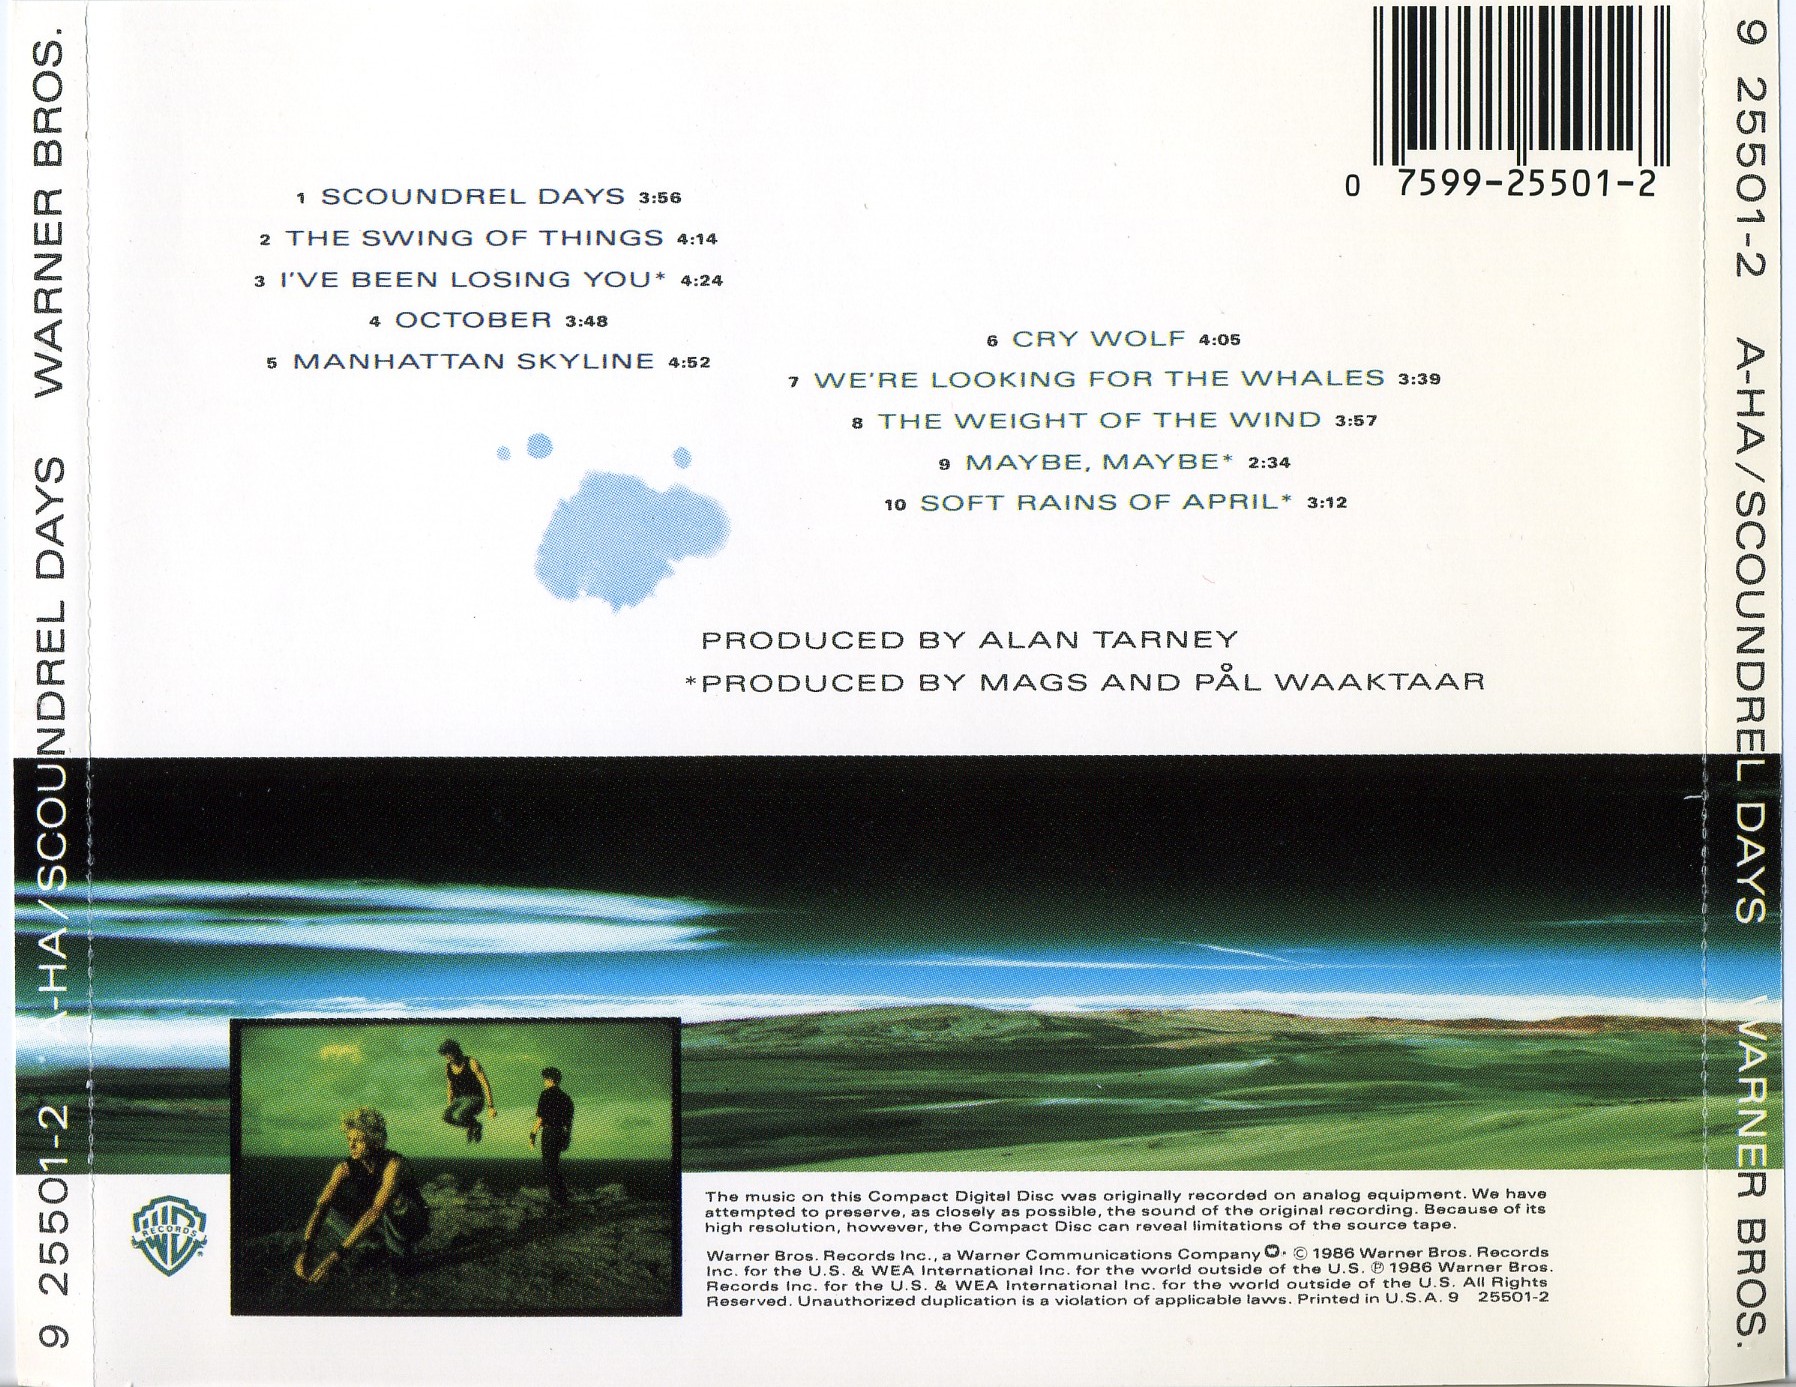 9 25501-2 A-HA/SCOUNDREL DAYS WARNER BROS.
0 7599-25501-2
1 SCOUNDREL DAYS 3:56
2 THE SWING OF THINGS 4:14
3 I'VE BEEN LOSING YOU* 4:24
4 OCTOBER 3:48
5 MANHATTAN SKYLINE 4:52
6 CRY WOLF 4:05
7 WE'RE LOOKING FOR THE WHALES 3:39
8 THE WEIGHT OF THE WIND 3:57
9 MAYBE, MAYBE* 2:34
10 SOFT RAINS OF APRIL* 3:12
PRODUCED BY ALAN TARNEY
*PRODUCED BY MAGS AND PÅL WAAKTAAR
RECORDS
The music on this Compact Digital Disc was originally recorded on analog equipment. We have
attempted to preserve, as closely as possible, the sound of the original recording. Because of its
high resolution, however, the Compact Disc can reveal limitations of the source tape.
Warner Bros. Records Inc., a Warner Communications Company. © 1986 Warner Bros. Records
Inc. for the U.S. & WEA International Inc. for the world outside of the U.S. ℗ 1986 Warner Bros.
Records Inc. for the U.S. & WEA International Inc. for the world outside of the U.S. All Rights
Reserved. Unauthorized duplication is a violation of applicable laws. Printed in U.S.A. 9 25501-2
9 25501-2 A-HA/SCOUNDREL DAYS WARNER BROS.